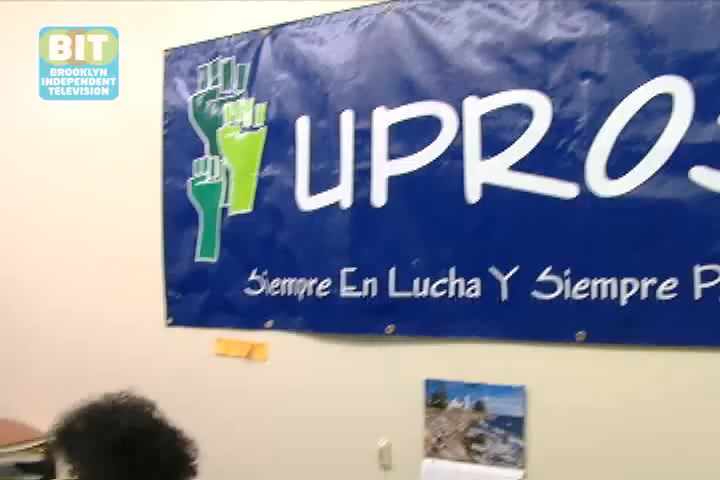 BIT
BROOKLYN
INDEPENDENT
TELEVISION
UPROS
Siempre En Lucha Y Siempre P